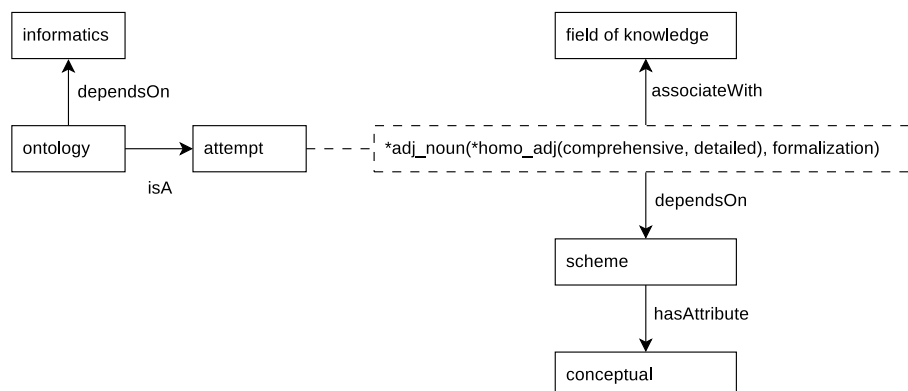 informatics
field of knowledge
dependsOn
associateWith
ontology
attempt
*adj_noun(*homo_adj(comprehensive, detailed), formalization)
isA
dependsOn
scheme
hasAttribute
conceptual